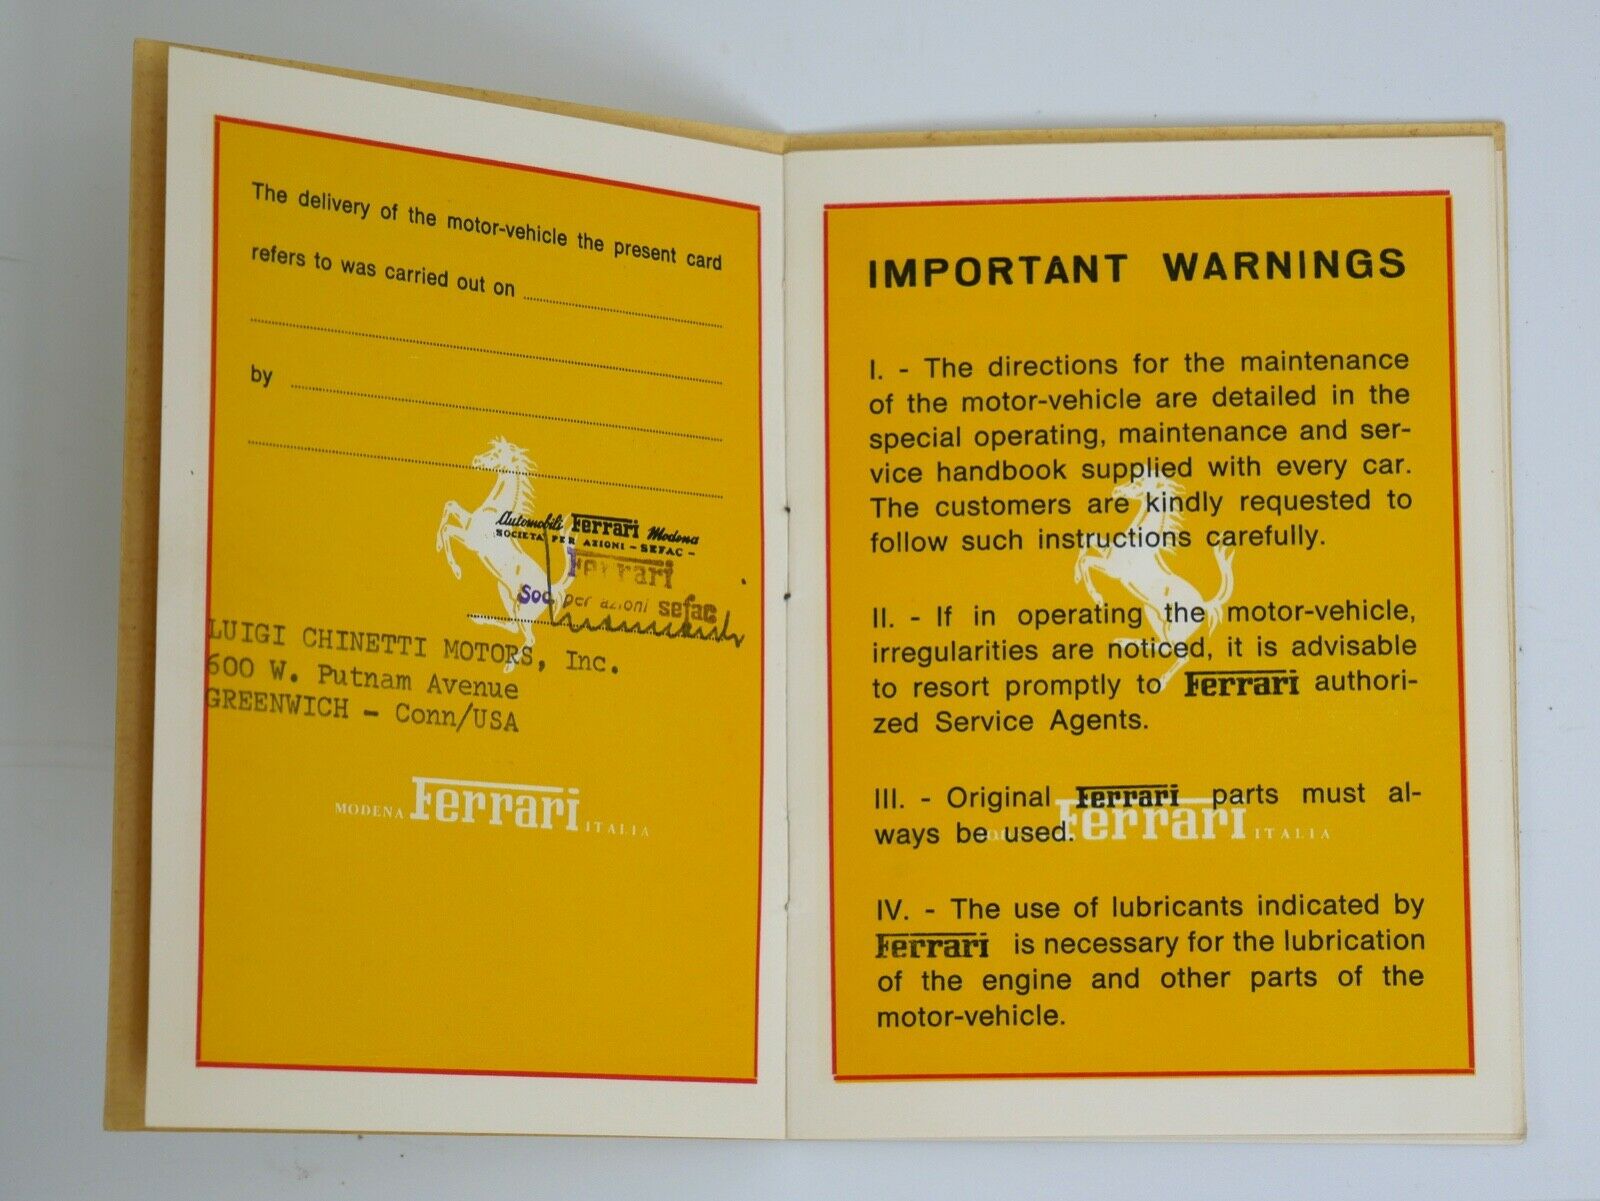 The delivery of the motor-vehicle the present card
refers to was carried out on
by
Automobili Ferrari Modena
SOCIETA PER AZIONI - SEFAC -
Ferrari
Soc per azioni sefac
LUIGI CHINETTI MOTORS, Inc.
600 W. Putnam Avenue
GREENWICH - Conn/USA
MODENA Ferrari ITALIA
IMPORTANT WARNINGS
I. - The directions for the maintenance
of the motor-vehicle are detailed in the
special operating, maintenance and ser-
vice handbook supplied with every car.
The customers are kindly requested to
follow such instructions carefully.
II. - If in operating the motor-vehicle,
irregularities are noticed, it is advisable
to resort promptly to Ferrari authori-
zed Service Agents.
III. - Original Ferrari parts must al-
ways be used.
Ferrari ITALIA
IV. - The use of lubricants indicated by
Ferrari is necessary for the lubrication
of the engine and other parts of the
motor-vehicle.